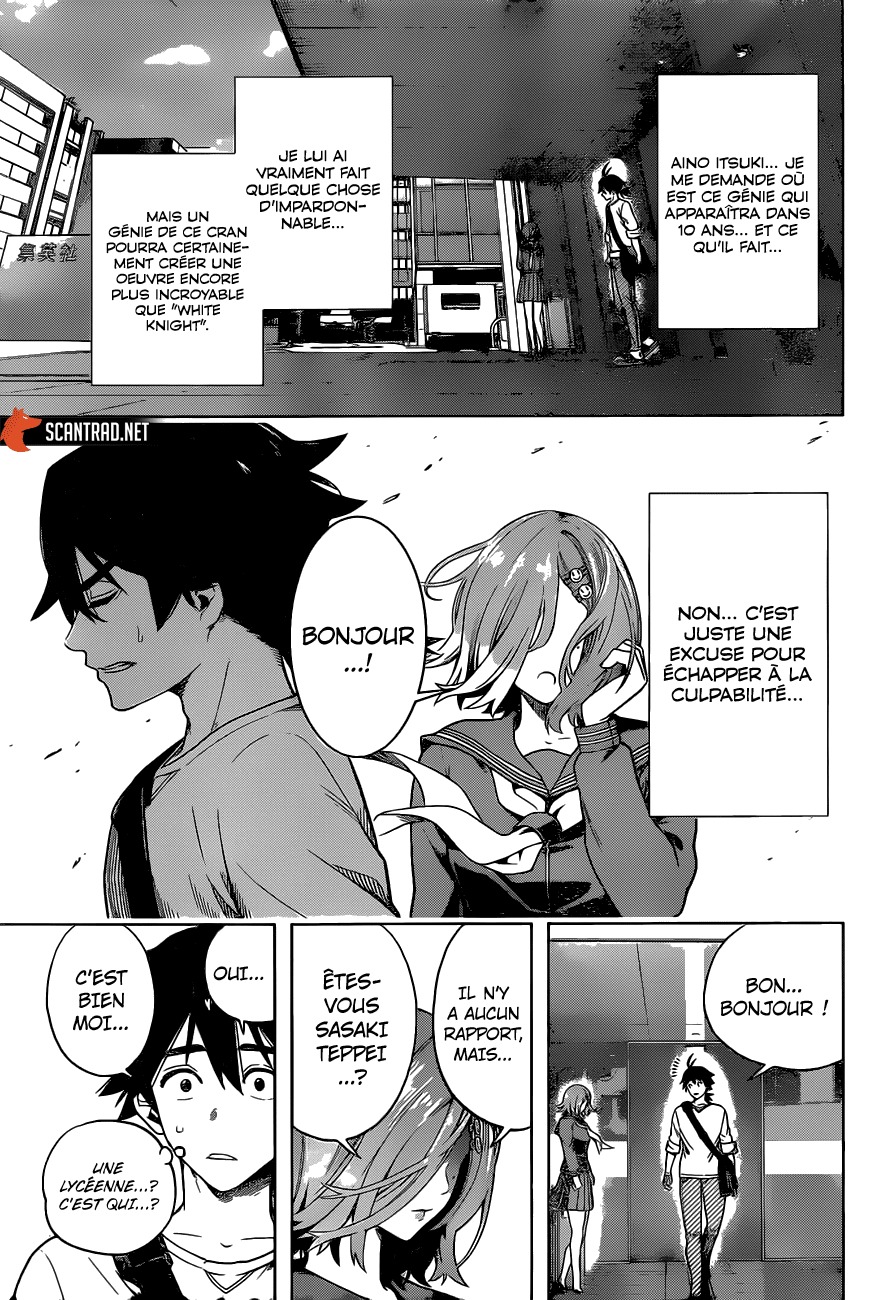 AINO ITSUKI... JE
ME DEMANDE OÙ
EST CE GÉNIE QUI
APPARAÎTRA DANS
10 ANS... ET CE
QU'IL FAIT...
JE LUI AI
VRAIMENT FAIT
QUELQUE CHOSE
D'IMPARDON-
NABLE...
MAIS UN
GÉNIE DE CE CRAN
POURRA CERTAINE-
MENT CRÉER UNE
OEUVRE ENCORE
PLUS INCROYABLE
QUE "WHITE
KNIGHT".
集英社
SCANTRAD.NET
NON... C'EST
JUSTE UNE
EXCUSE POUR
ÉCHAPPER À LA
CULPABILITÉ...
BONJOUR
...!
BON...
BONJOUR !
IL N'Y
A AUCUN
RAPPORT,
MAIS...
ÊTES-
VOUS
SASAKI
TEPPEI
...?
OUI...
C'EST
BIEN
MOI...
UNE
LYCÉENNE...?
C'EST QUI...?